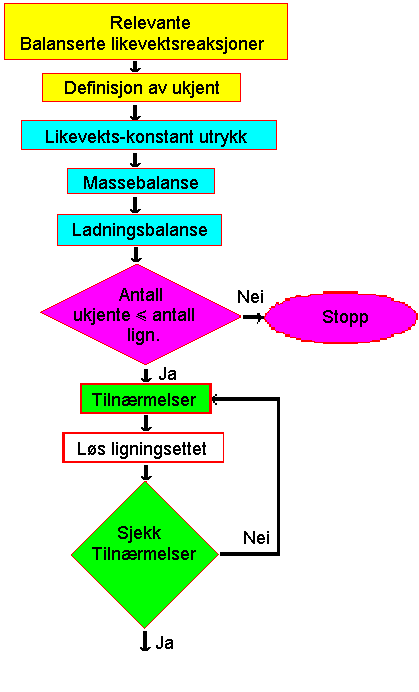 Relevante
Balanserte likevektsreaksjoner
Definisjon av ukjent
Likevekts-konstant utrykk
Massebalanse
Ladningsbalanse
Antall
ukjente ≤ antall
lign.
Nei
Stopp
Ja
Tilnærmelser
Løs ligningsettet
Sjekk
Tilnærmelser
Nei
Ja